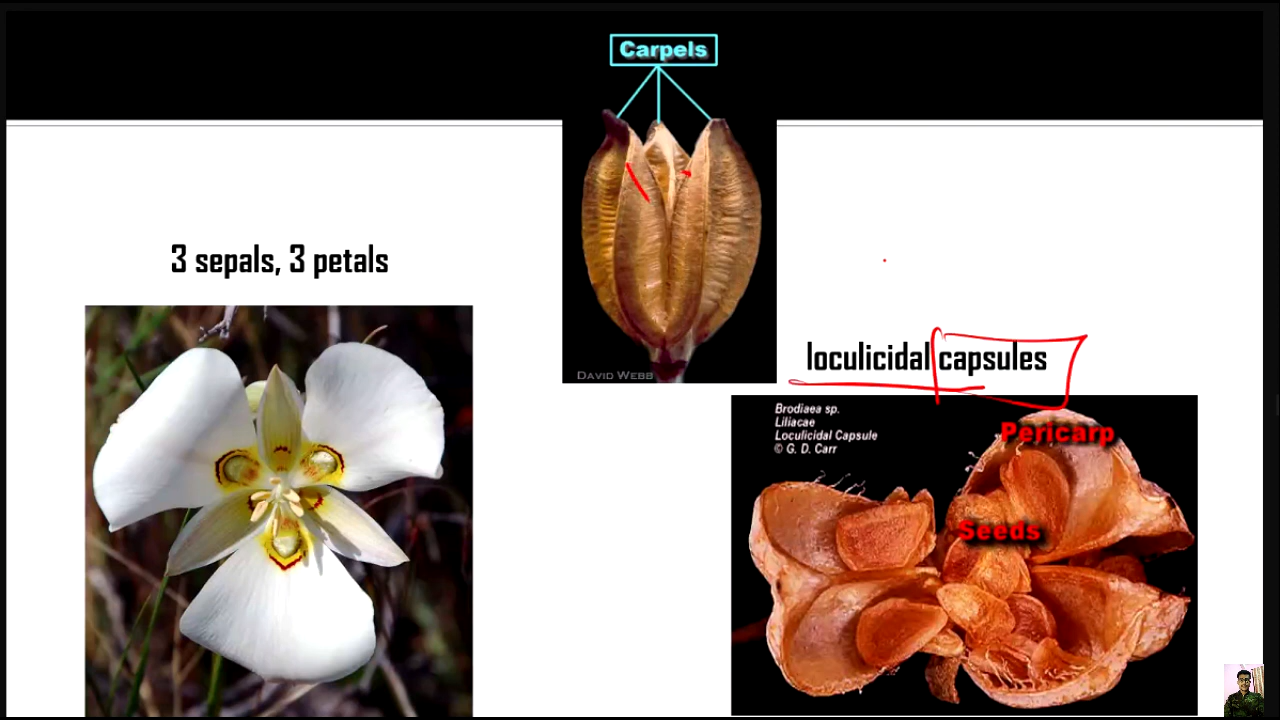 Carpels
DAVID WEBB
3 sepals, 3 petals
loculicidal capsules
Brodiaea sp.
Liliacae
Loculicidal Capsule
© G. D. Carr
Pericarp
Seeds